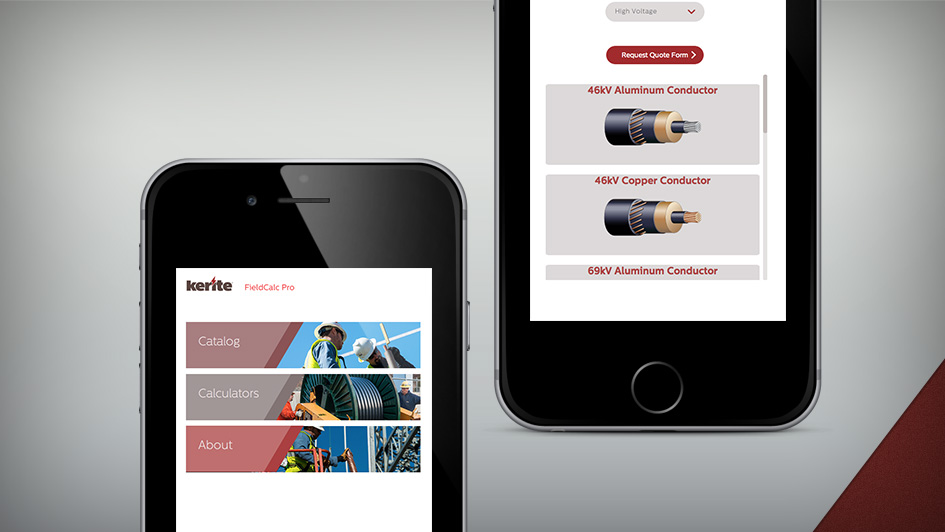 kerite FieldCalc Pro
Catalog
Calculators
About
High Voltage
Request Quote Form
46kV Aluminum Conductor
46kV Copper Conductor
69kV Aluminum Conductor